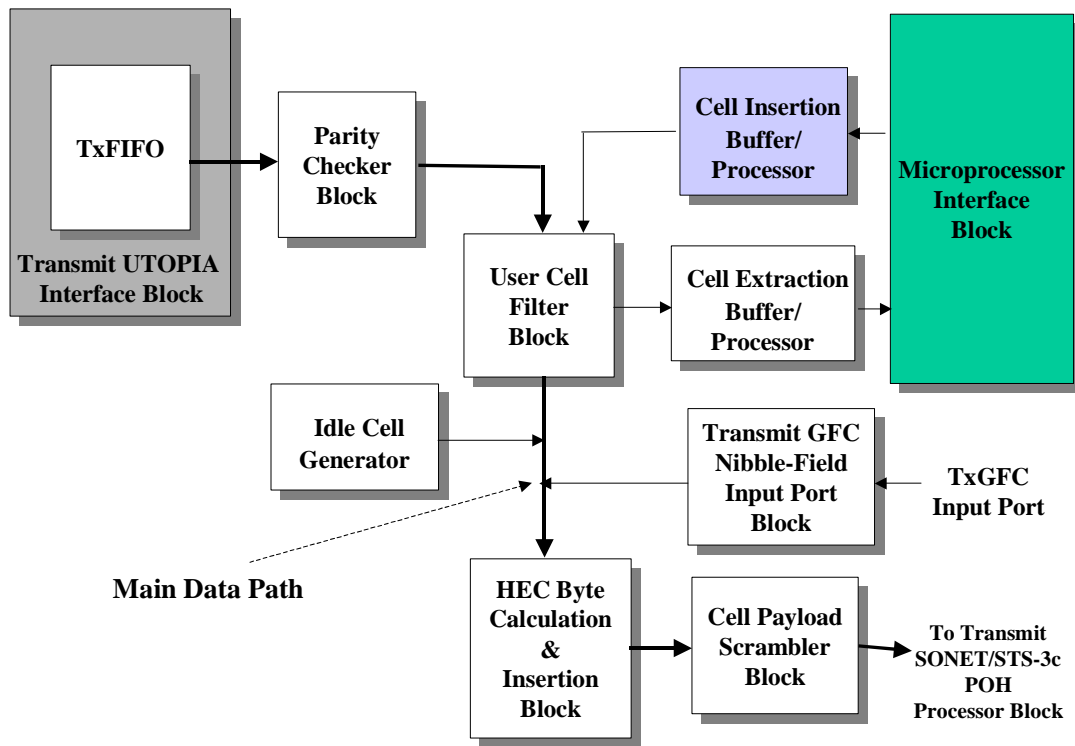 TxFIFO
Transmit UTOPIA
Interface Block
Parity
Checker
Block
Cell Insertion
Buffer/
Processor
Microprocessor
Interface
Block
User Cell
Filter
Block
Cell Extraction
Buffer/
Processor
Idle Cell
Generator
Transmit GFC
Nibble-Field
Input Port
Block
TxGFC
Input Port
Main Data Path
HEC Byte
Calculation
&
Insertion
Block
Cell Payload
Scrambler
Block
To Transmit
SONET/STS-3c
POH
Processor Block